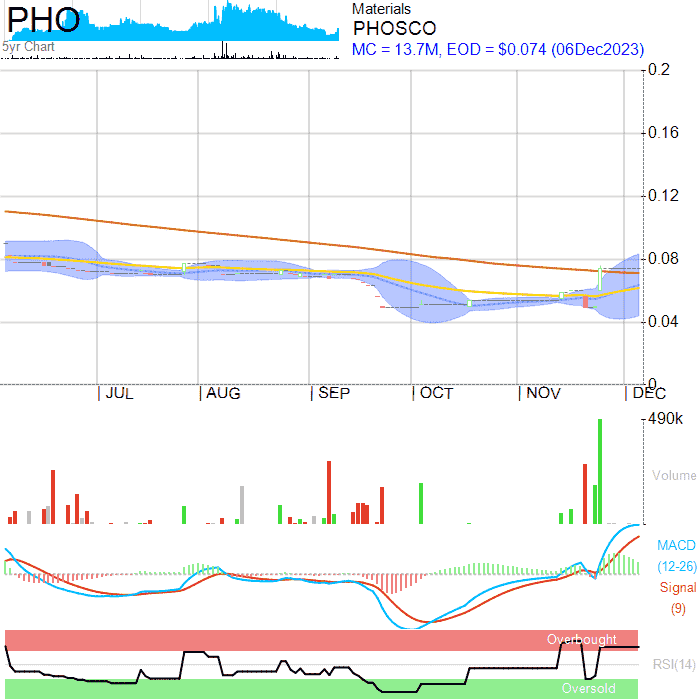 PHO
5yr Chart
Materials
PHOSCO
MC = 13.7M, EOD = $0.074 (06Dec2023)
0.2
0.16
0.12
0.08
0.04
0
JUL AUG SEP OCT NOV DEC
490k
Volume
MACD
(12-26)
Signal
(9)
Overbought
RSI(14)
Oversold